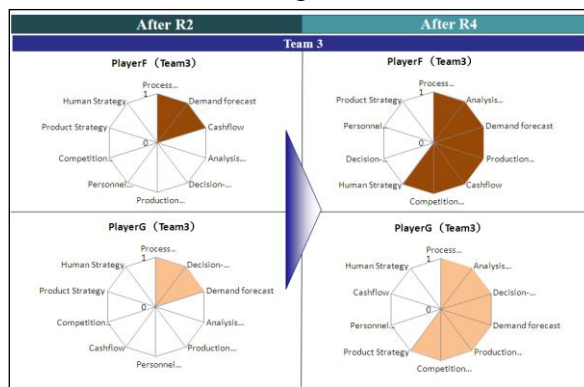 After R2
After R4
Team 3
PlayerF (Team3)
Process...
1
Demand forecast
Cashflow
Analysis...
Decision-...
Production...
Personnel...
Competition...
Product Strategy
Human Strategy
0
PlayerF (Team3)
Process...
1
Analysis...
Demand forecast
Production...
Cashflow
Competition...
Human Strategy
Decision-...
Personnel...
Product Strategy
0
PlayerG (Team3)
Process...
1
Decision-...
Demand forecast
Analysis...
Production...
Personnel...
Cashflow
Competition...
Product Strategy
Human Strategy
0
PlayerG (Team3)
Process...
1
Analysis...
Decision-...
Demand forecast
Production...
Competition...
Product Strategy
Personnel...
Cashflow
Human Strategy
0